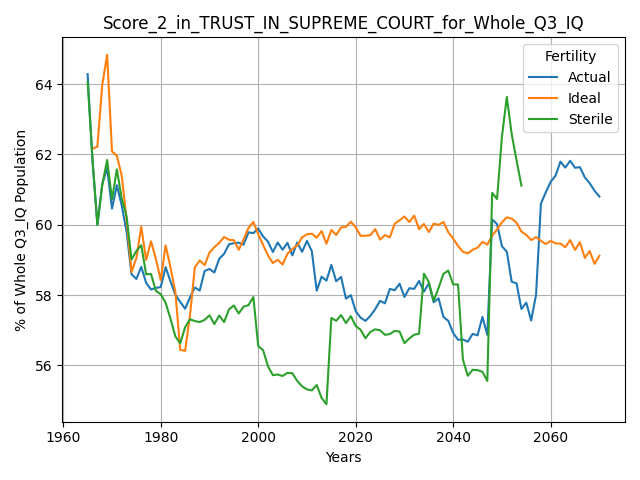 Score_2_in_TRUST_IN_SUPREME_COURT_for_Whole_Q3_IQ
% of Whole Q3_IQ Population
64
62
60
58
56
1960
1980
2000
2020
2040
2060
Years
Fertility
Actual
Ideal
Sterile